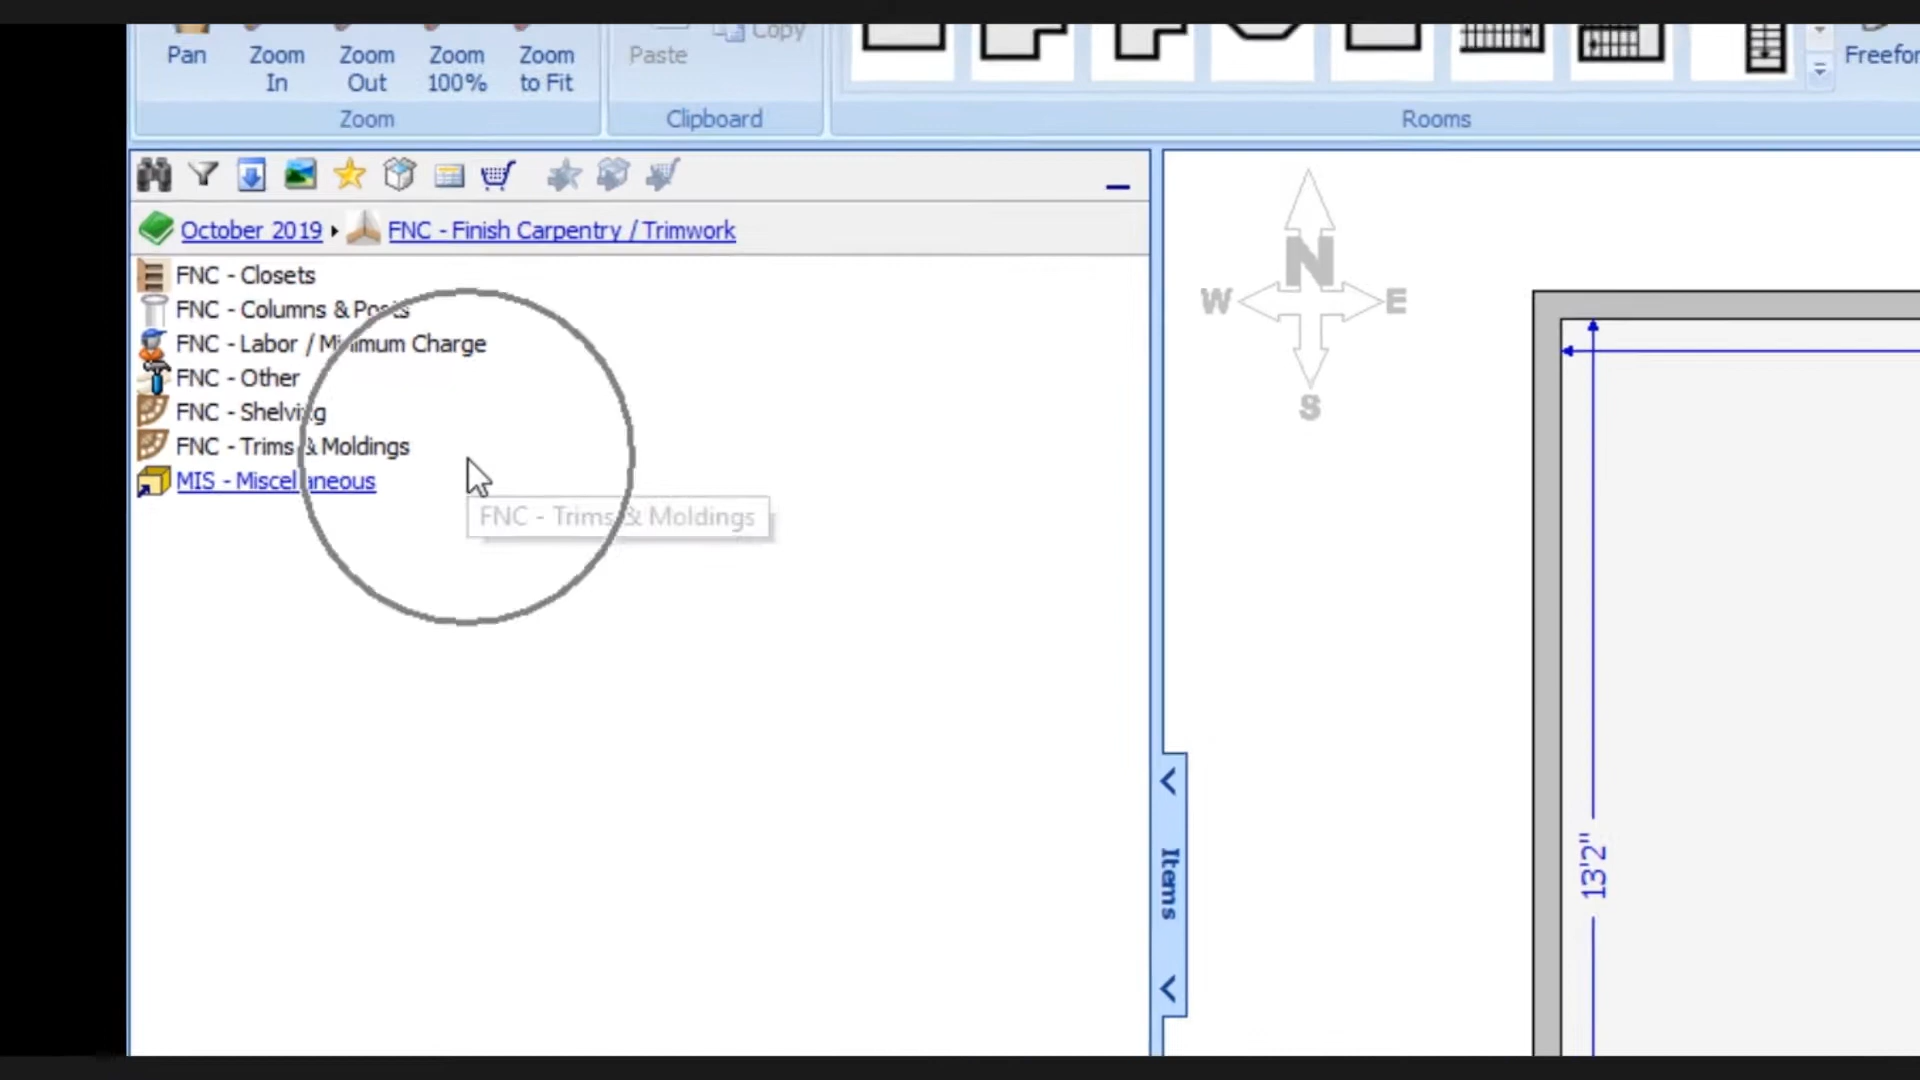 Pan
Zoom In
Zoom Out
Zoom 100%
Zoom to Fit
Zoom
Paste
Copy
Clipboard
Rooms
October 2019
FNC - Finish Carpentry / Trimwork
FNC - Closets
FNC - Columns & Posts
FNC - Labor / Minimum Charge
FNC - Other
FNC - Shelving
FNC - Trims & Moldings
MIS - Miscellaneous
FNC - Trims & Moldings
N
W
E
S
Items
13'2"